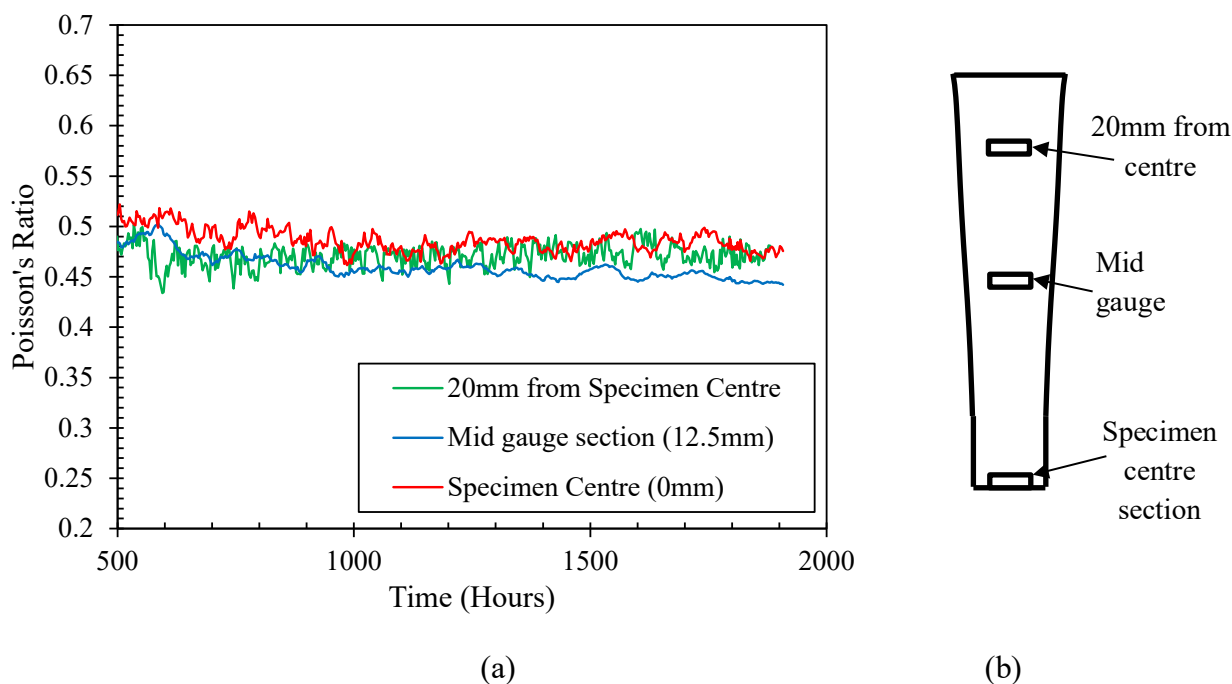 0.7
0.65
0.6
0.55
0.5
0.45
0.4
0.35
0.3
0.25
0.2
Poisson's Ratio
500
1000
1500
2000
Time (Hours)
20mm from Specimen Centre
Mid gauge section (12.5mm)
Specimen Centre (0mm)
(a)
20mm from
centre
Mid
gauge
Specimen
centre
section
(b)